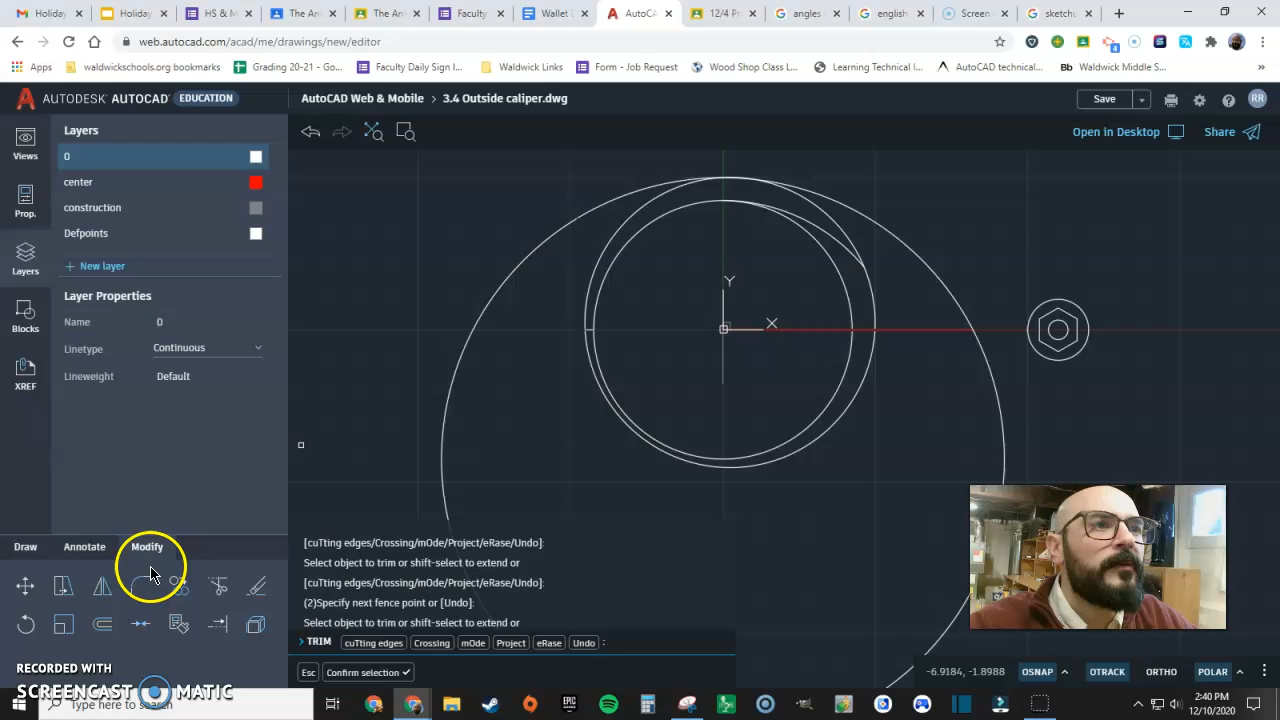 Mowday
Holiday
HS & M
The And
The And
Faculty
Wallet D
AutoCA
12/4 Pr
angles
english
Screen
sketchu
web.autocad.com/acad/me/drawings/new/editor
Apps
waldwickschools.org bookmarks
Grading 20-21 - Go...
Faculty Daily Sign I...
Waldwick Links
Form - Job Request
Wood Shop Class L...
Learning Technical I...
AutoCAD technical...
Bb Waldwick Middle S...
»
AUTODESK® AUTOCAD® EDUCATION
AutoCAD Web & Mobile > 3.4 Outside caliper.dwg
Save
RR
Open in Desktop
Share
Views
Prop.
Layers
Blocks
XREF
Layers
0
center
construction
Defpoints
+ New layer
Layer Properties
Name 0
Linetype Continuous
Lineweight Default
Y
X
Draw Annotate Modify
[cuTting edges/Crossing/mOde/Project/eRase/Undo]:
Select object to trim or shift-select to extend or
[cuTting edges/Crossing/mOde/Project/eRase/Undo]:
(2)Specify next fence point or [Undo]:
Select object to trim or shift-select to extend or
TRIM cuTting edges Crossing mOde Project eRase Undo :
Esc Confirm selection
-6.9184, -1.8988 OSNAP OTRACK ORTHO POLAR
RECORDED WITH
SCREENCAST MATIC
Type here to search
EPIC
2:40 PM
12/10/2020